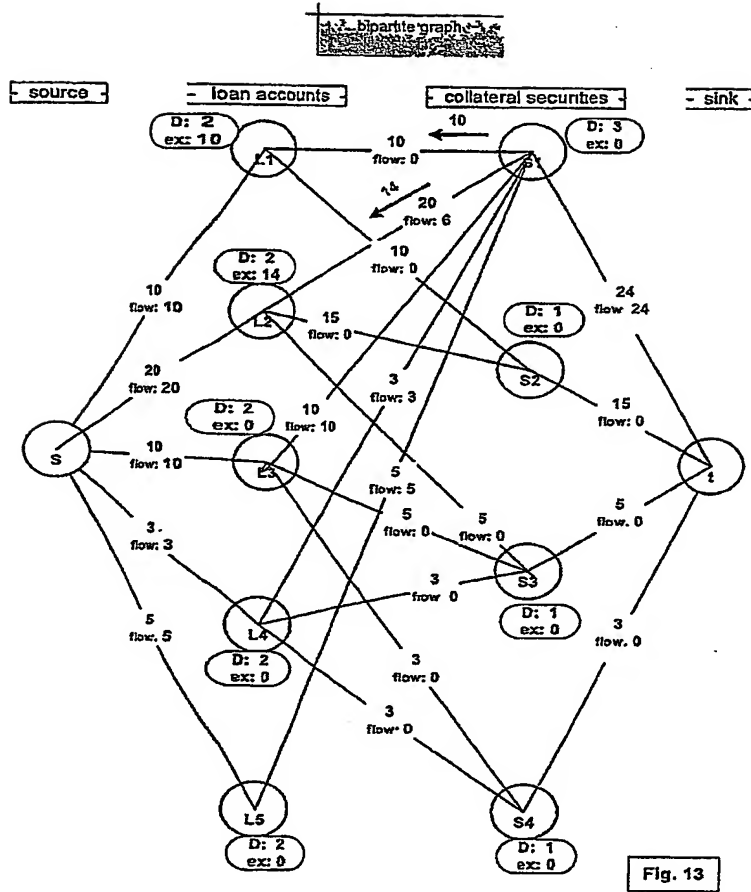 bipartite graph
source
loan accounts
collateral securities
sink
D: 2
ex: 10
L1
10
flow: 0
10
S1
D: 3
ex: 0
20
flow: 6
10
flow: 0
D: 2
ex: 14
L2
10
flow: 10
15
flow: 0
D: 1
ex: 0
S2
24
flow 24
20
flow: 20
3
flow: 3
15
flow: 0
D: 2
ex: 0
10
flow: 10
S
10
flow: 10
L3
5
flow: 5
t
5
flow: 0
5
flow: 0
5
flow. 0
3.
flow: 3
3
flow 0
S3
D: 1
ex: 0
5
flow. 5
L4
D: 2
ex: 0
3
flow: 0
3
flow: 0
3
flow. 0
L5
D: 2
ex: 0
S4
D: 1
ex: 0
Fig. 13